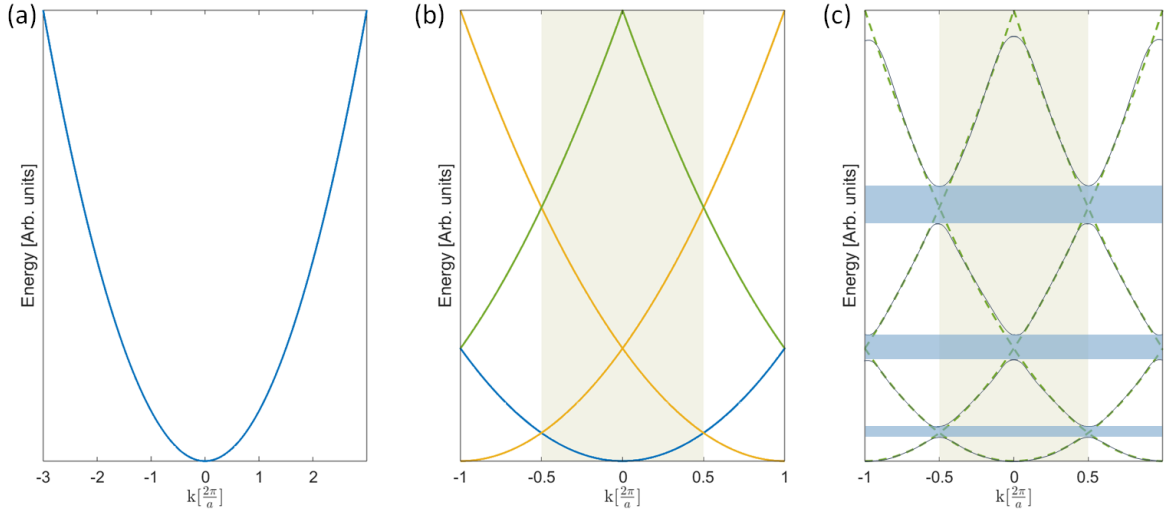 (a)
Energy [Arb. units]
-3 -2 -1 0 1 2
k[2π/a]
(b)
Energy [Arb. units]
-1 -0.5 0 0.5 1
k[2π/a]
(c)
Energy [Arb. units]
-1 -0.5 0 0.5
k[2π/a]